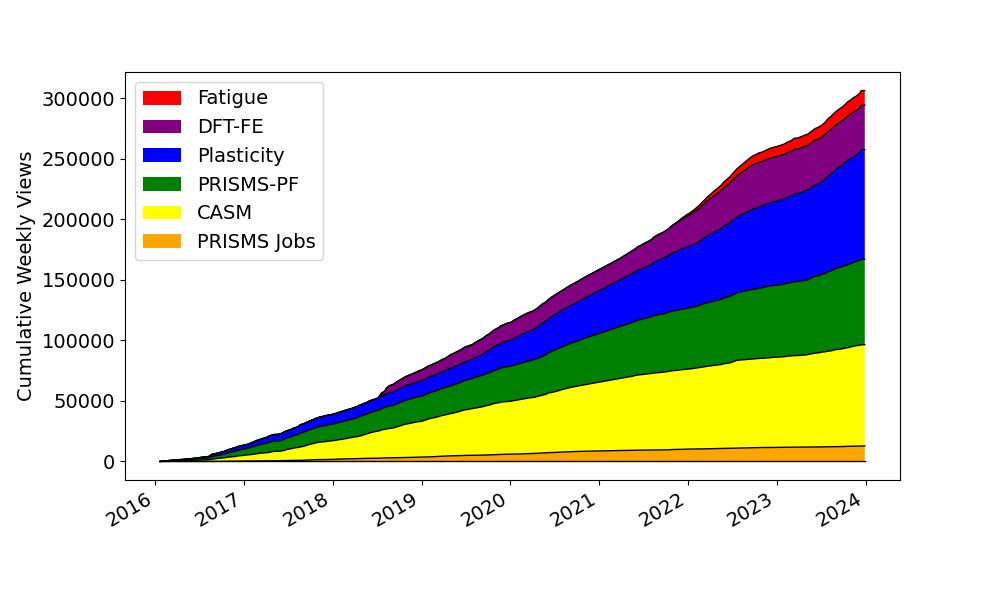 Cumulative Weekly Views
300000
250000
200000
150000
100000
50000
0
Fatigue
DFT-FE
Plasticity
PRISMS-PF
CASM
PRISMS Jobs
2016
2017
2018
2019
2020
2021
2022
2023
2024